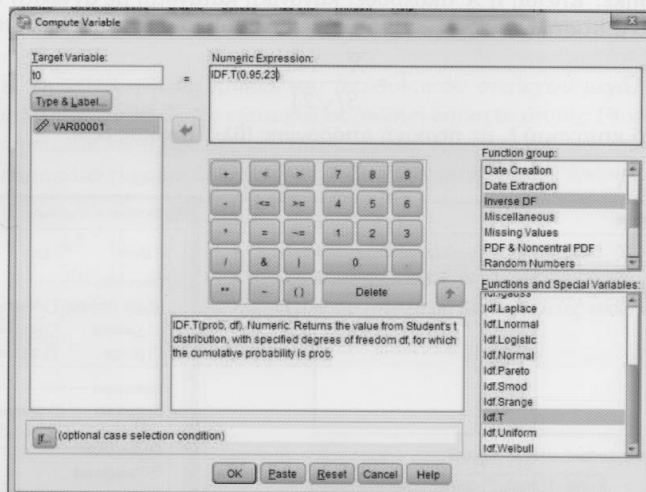 Compute Variable
Target Variable:
t0
=
Numeric Expression:
IDF.T(0.95,23)
Type & Label...
VAR00001
+ < > 7 8 9
- <= >= 4 5 6
* = ~= 1 2 3
/ & | 0 .
** ~ ( ) Delete
Function group:
Date Creation
Date Extraction
Inverse DF
Miscellaneous
Missing Values
PDF & Noncentral PDF
Random Numbers
Functions and Special Variables:
Idf.Igauss
Idf.Laplace
Idf.Lnormal
Idf.Logistic
Idf.Normal
Idf.Pareto
Idf.Smod
Idf.Srange
Idf.T
Idf.Uniform
Idf.Weibull
IDF.T(prob, df). Numeric. Returns the value from Student's t
distribution, with specified degrees of freedom df, for which
the cumulative probability is prob.
If... (optional case selection condition)
OK Paste Reset Cancel Help